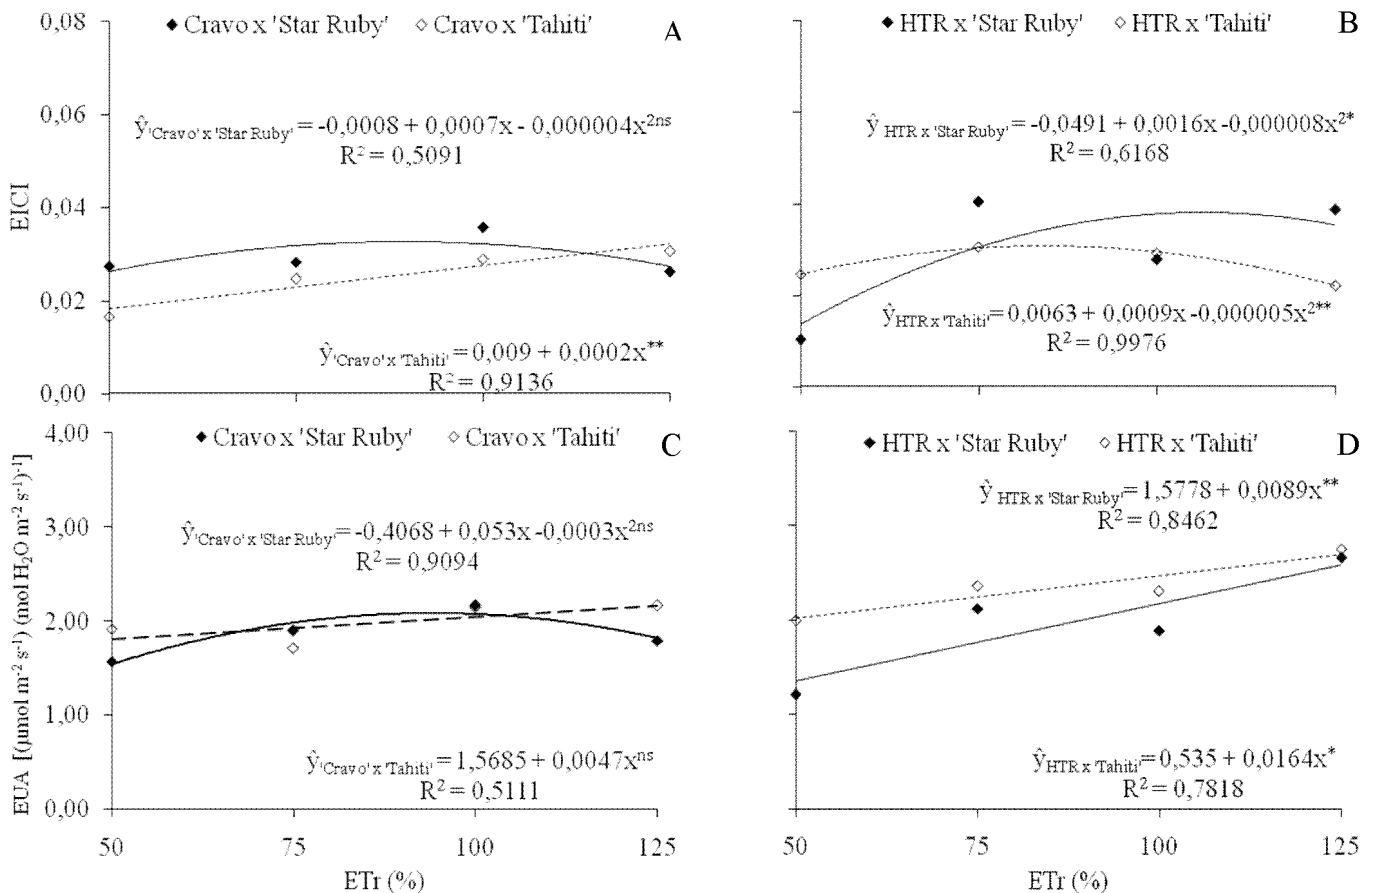 ◆ Cravo x 'Star Ruby' ◇ Cravo x 'Tahiti'
A
0,08
0,06
0,04
0,02
0,00
EICI
ŷ'Cravo' x 'Star Ruby' = -0,0008 + 0,0007x - 0,000004x²ns
R² = 0,5091
ŷ'Cravo' x 'Tahiti' = 0,009 + 0,0002x**
R² = 0,9136
◆ HTR x 'Star Ruby' ◇ HTR x 'Tahiti'
B
ŷ HTR x 'Star Ruby' = -0,0491 + 0,0016x -0,000008x²*
R² = 0,6168
ŷHTR x 'Tahiti' = 0,0063 + 0,0009x -0,000005x²**
R² = 0,9976
◆ Cravo x 'Star Ruby' ◇ Cravo x 'Tahiti'
C
4,00
3,00
2,00
1,00
0,00
EUA [(µmol m⁻² s⁻¹) (mol H₂O m⁻² s⁻¹)⁻¹]
ŷ'Cravo' x 'Star Ruby' = -0,4068 + 0,053x -0,0003x²ns
R² = 0,9094
ŷ'Cravo' x 'Tahiti' = 1,5685 + 0,0047xns
R² = 0,5111
50 75 100 125
ETr (%)
◆ HTR x 'Star Ruby' ◇ HTR x 'Tahiti'
D
ŷ HTR x 'Star Ruby' = 1,5778 + 0,0089x**
R² = 0,8462
ŷHTR x 'Tahiti' = 0,535 + 0,0164x*
R² = 0,7818
50 75 100 125
ETr (%)